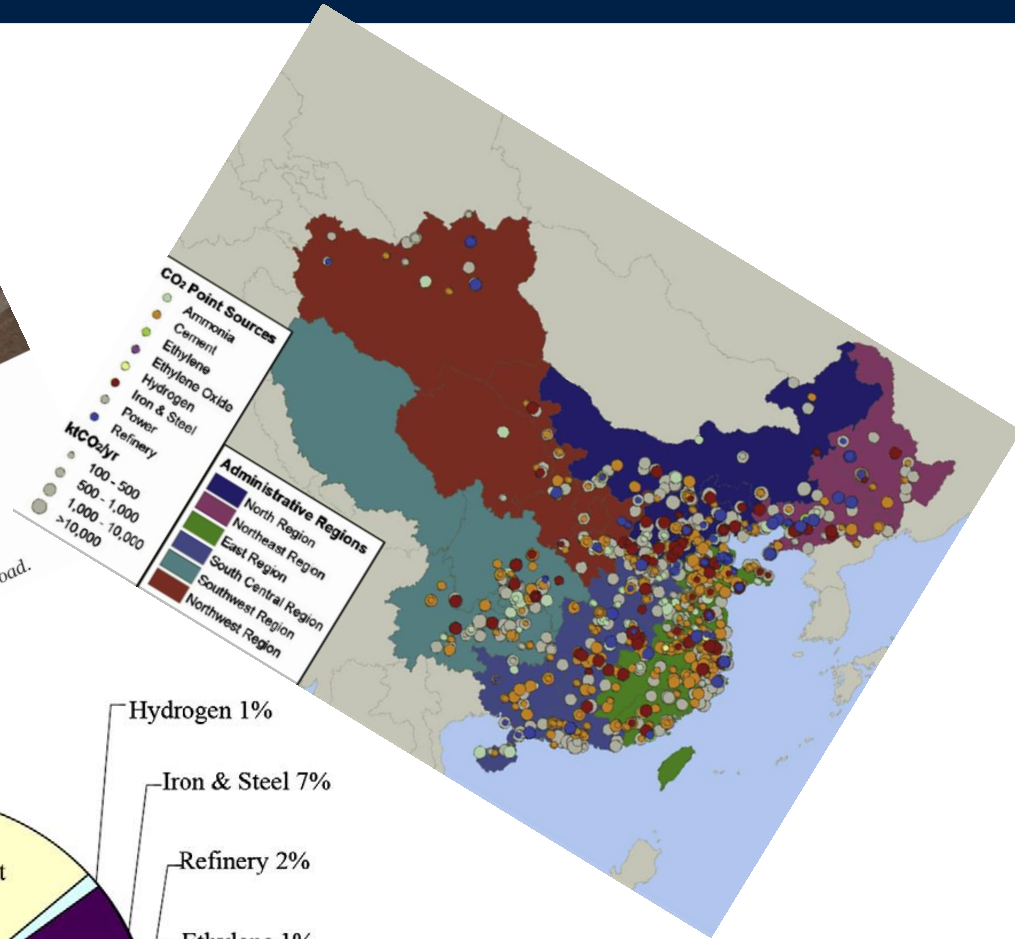 CO₂ Point Sources
Ammonia
Cement
Ethylene
Ethylene Oxide
Hydrogen
Iron & Steel
Power
Refinery
ktCO₂/yr
100 - 500
500 - 1,000
1,000 - 10,000
>10,000
Administrative Regions
North Region
Northeast Region
East Region
South Central Region
Southwest Region
Northwest Region
oad.
Hydrogen 1%
Iron & Steel 7%
Refinery 2%
Ethylene 1%
t